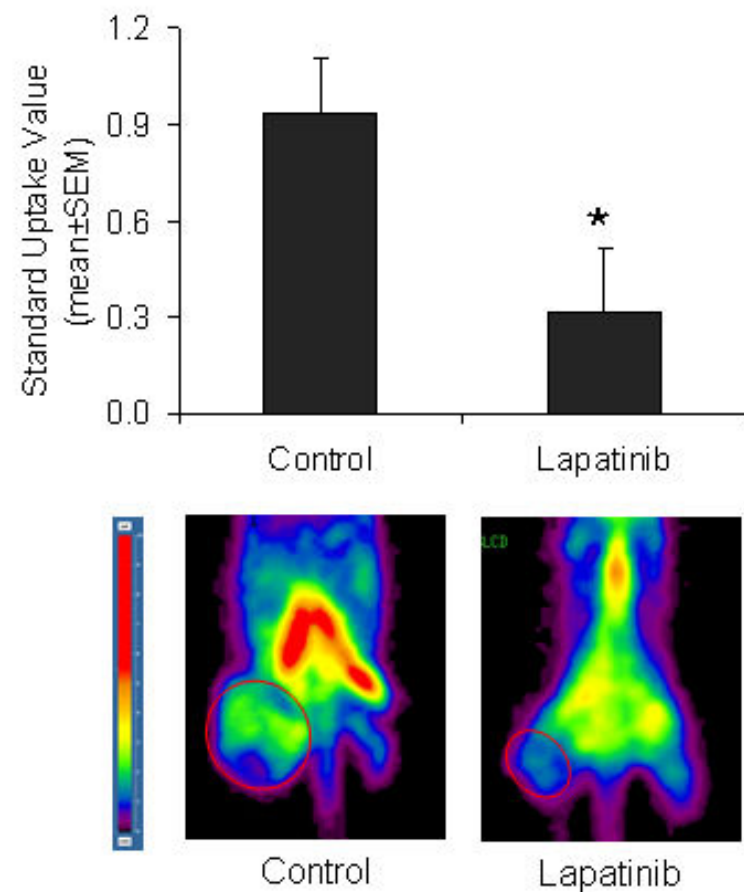 Standard Uptake Value
(mean±SEM)
1.2
0.9
0.6
0.3
0.0
*
Control
Lapatinib
Control
Lapatinib